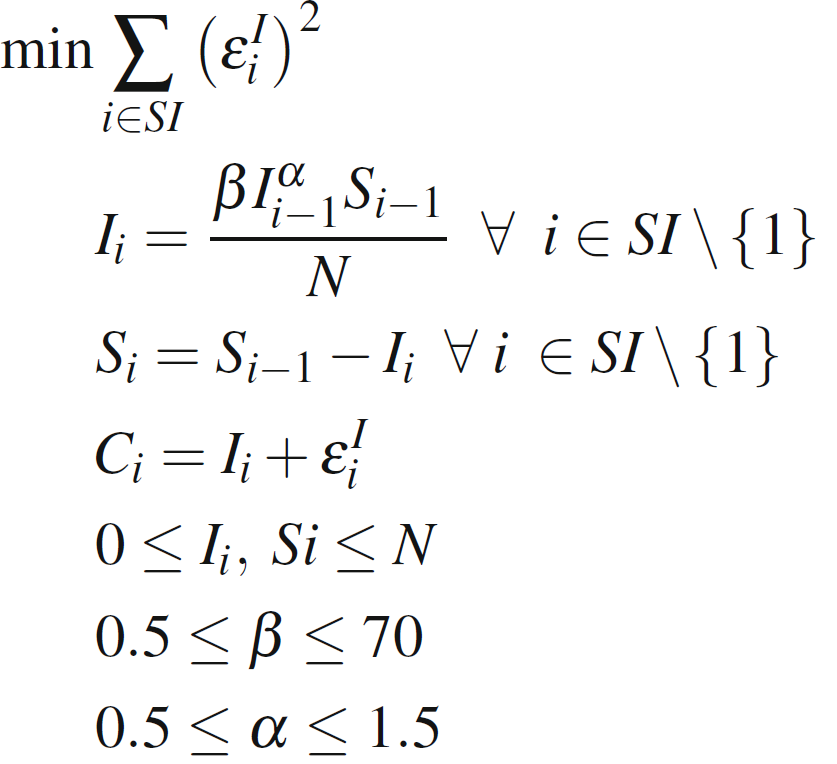 min ∑_{i∈SI} (ε_i^I)^2
I_i = \frac{βI_{i−1}^α S_{i−1}}{N} ∀ i ∈ SI \ {1}
S_i = S_{i−1} − I_i ∀ i ∈ SI \ {1}
C_i = I_i + ε_i^I
0 ≤ I_i, Si ≤ N
0.5 ≤ β ≤ 70
0.5 ≤ α ≤ 1.5